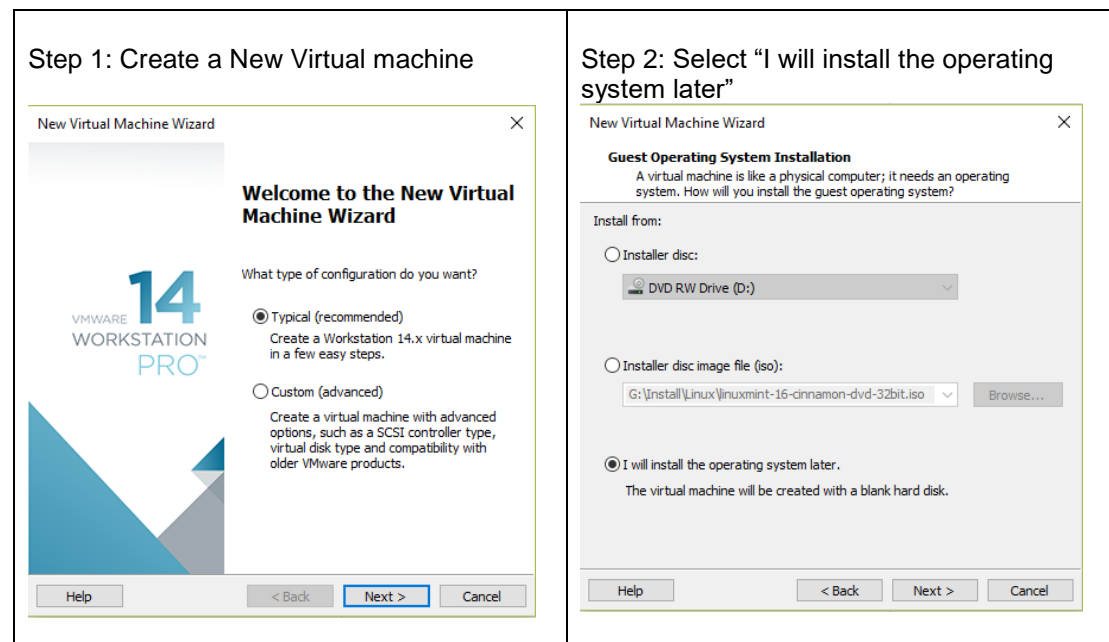 Step 1: Create a New Virtual machine
New Virtual Machine Wizard
Welcome to the New Virtual
Machine Wizard
What type of configuration do you want?
14
VMWARE
WORKSTATION
PRO™
Typical (recommended)
Create a Workstation 14.x virtual machine
in a few easy steps.
Custom (advanced)
Create a virtual machine with advanced
options, such as a SCSI controller type,
virtual disk type and compatibility with
older VMware products.
Help
< Back
Next >
Cancel
Step 2: Select “I will install the operating
system later”
New Virtual Machine Wizard
Guest Operating System Installation
A virtual machine is like a physical computer; it needs an operating
system. How will you install the guest operating system?
Install from:
Installer disc:
DVD RW Drive (D:)
Installer disc image file (iso):
G:\Install\Linux\linuxmint-16-cinnamon-dvd-32bit.iso
Browse...
I will install the operating system later.
The virtual machine will be created with a blank hard disk.
Help
< Back
Next >
Cancel